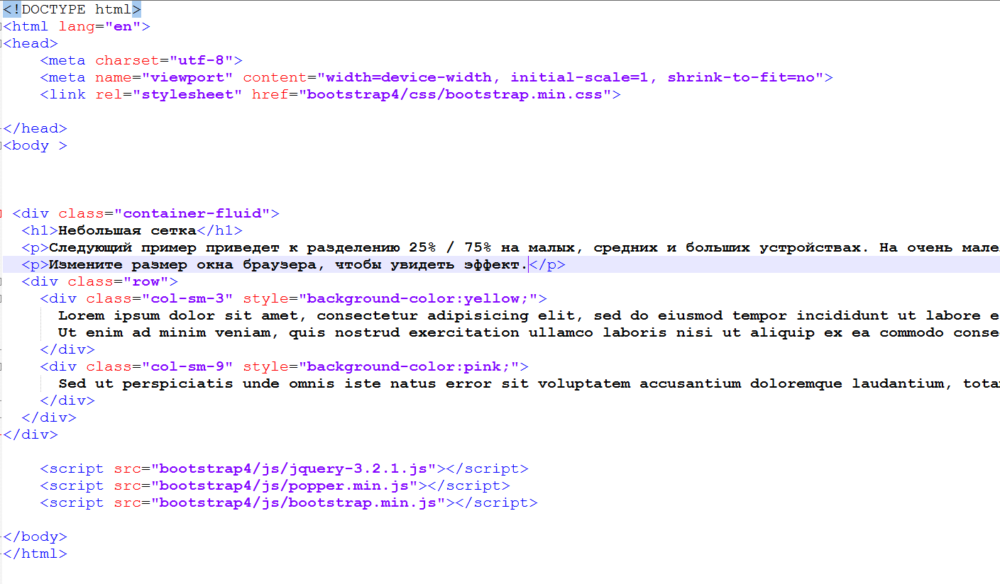 <!DOCTYPE html>
<html lang="en">
<head>
<meta charset="utf-8">
<meta name="viewport" content="width=device-width, initial-scale=1, shrink-to-fit=no">
<link rel="stylesheet" href="bootstrap4/css/bootstrap.min.css">
</head>
<body >
<div class="container-fluid">
<h1>Небольшая сетка</h1>
<p>Следующий пример приведет к разделению 25% / 75% на малых, средних и больших устройствах. На очень мале
<p>Измените размер окна браузера, чтобы увидеть эффект.</p>
<div class="row">
<div class="col-sm-3" style="background-color:yellow;">
Lorem ipsum dolor sit amet, consectetur adipisicing elit, sed do eiusmod tempor incididunt ut labore e
Ut enim ad minim veniam, quis nostrud exercitation ullamco laboris nisi ut aliquip ex ea commodo conse
</div>
<div class="col-sm-9" style="background-color:pink;">
Sed ut perspiciatis unde omnis iste natus error sit voluptatem accusantium doloremque laudantium, tota
</div>
</div>
</div>
<script src="bootstrap4/js/jquery-3.2.1.js"></script>
<script src="bootstrap4/js/popper.min.js"></script>
<script src="bootstrap4/js/bootstrap.min.js"></script>
</body>
</html>